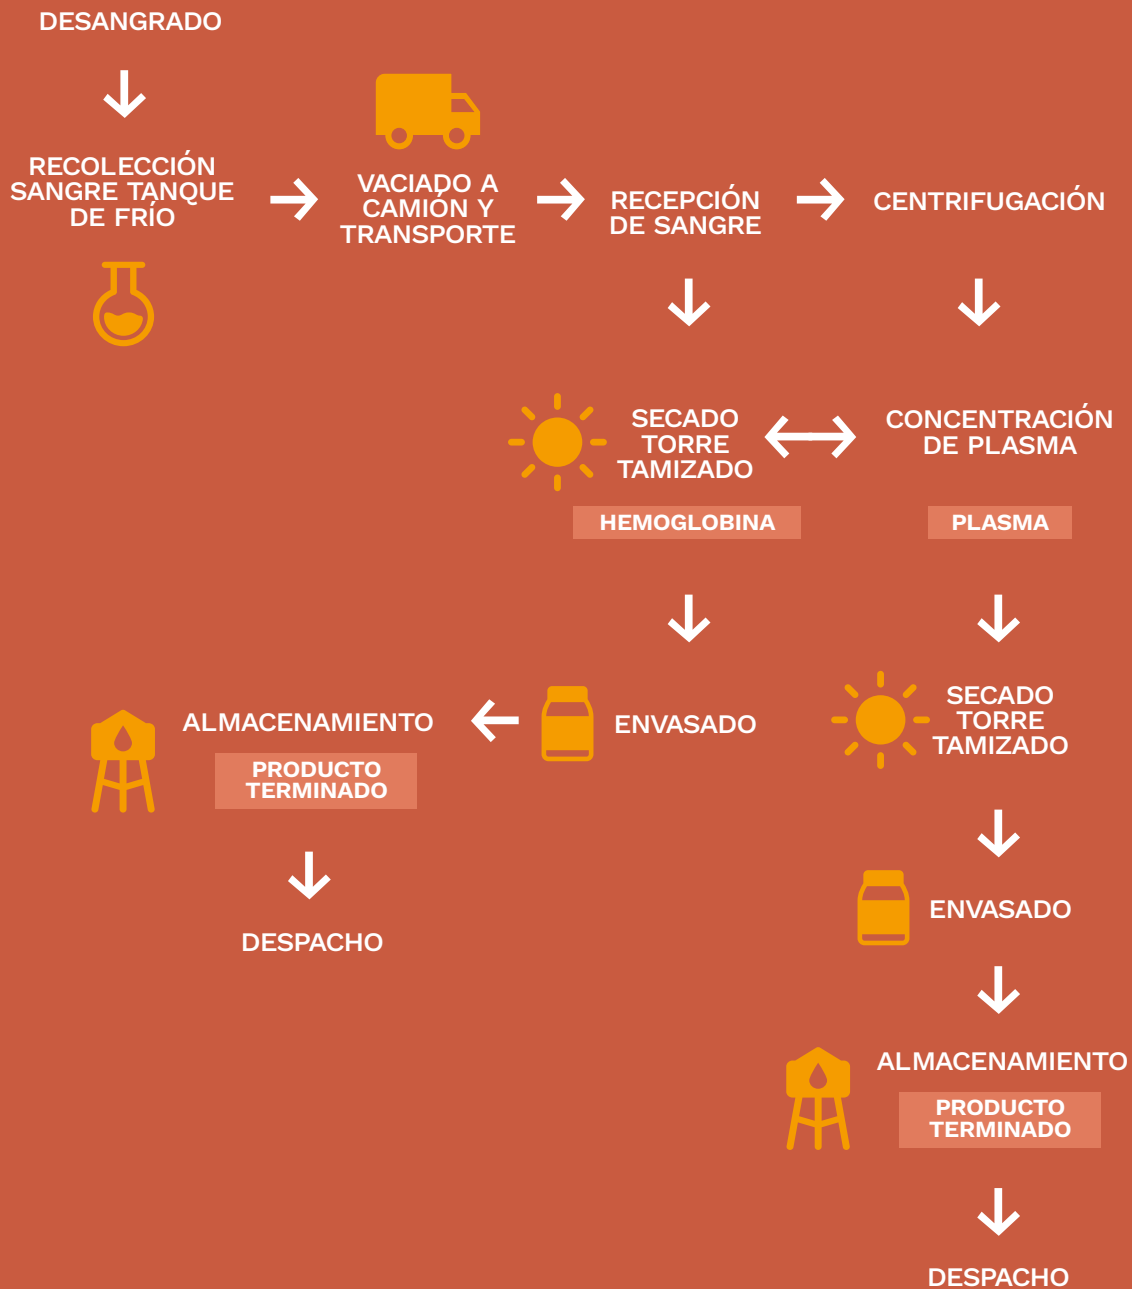 DESANGRADO
RECOLECCIÓN
SANGRE TANQUE
DE FRÍO
VACIADO A
CAMIÓN Y
TRANSPORTE
RECEPCIÓN
DE SANGRE
CENTRIFUGACIÓN
SECADO
TORRE
TAMIZADO
HEMOGLOBINA
CONCENTRACIÓN
DE PLASMA
PLASMA
ALMACENAMIENTO
PRODUCTO
TERMINADO
ENVASADO
SECADO
TORRE
TAMIZADO
DESPACHO
ENVASADO
ALMACENAMIENTO
PRODUCTO
TERMINADO
DESPACHO